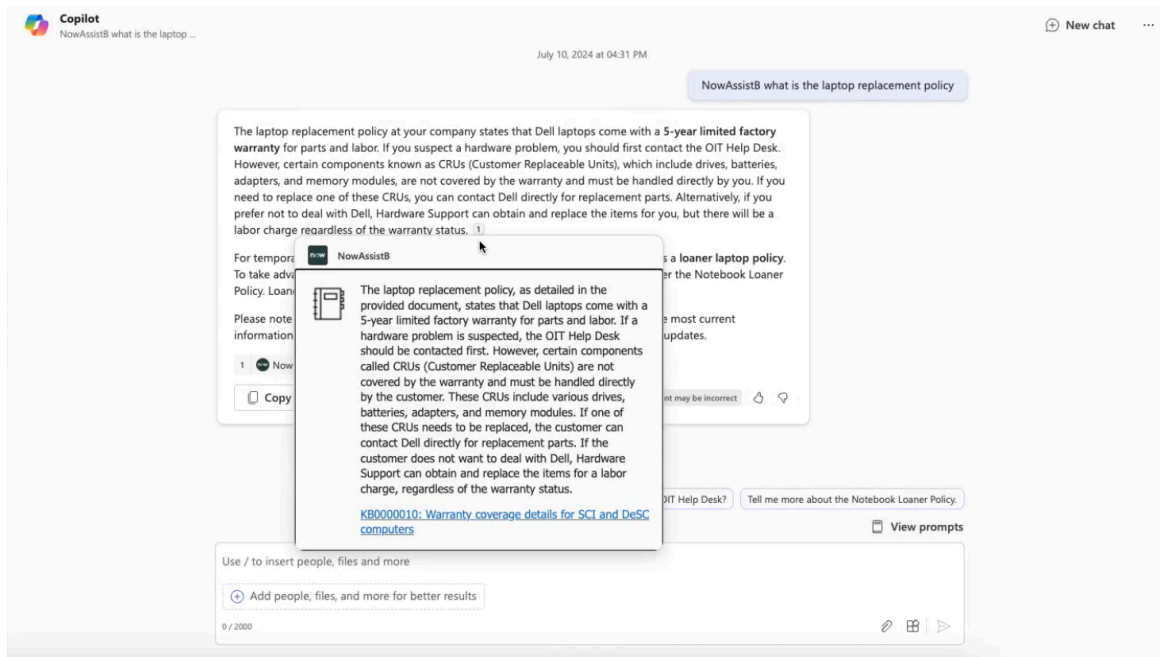 Copilot
NowAssistB what is the laptop ...
New chat
July 10, 2024 at 04:31 PM
NowAssistB what is the laptop replacement policy
The laptop replacement policy at your company states that Dell laptops come with a 5-year limited factory
warranty for parts and labor. If you suspect a hardware problem, you should first contact the OIT Help Desk.
However, certain components known as CRUs (Customer Replaceable Units), which include drives, batteries,
adapters, and memory modules, are not covered by the warranty and must be handled directly by you. If you
need to replace one of these CRUs, you can contact Dell directly for replacement parts. Alternatively, if you
prefer not to deal with Dell, Hardware Support can obtain and replace the items for you, but there will be a
labor charge regardless of the warranty status. 1
For tempora
s a loaner laptop policy.
To take adva
er the Notebook Loaner
Policy. Loan
Please note
e most current
information
updates.
1 now Now
Copy
nt may be incorrect
now NowAssistB
The laptop replacement policy, as detailed in the
provided document, states that Dell laptops come with a
5-year limited factory warranty for parts and labor. If a
hardware problem is suspected, the OIT Help Desk
should be contacted first. However, certain components
called CRUs (Customer Replaceable Units) are not
covered by the warranty and must be handled directly
by the customer. These CRUs include various drives,
batteries, adapters, and memory modules. If one of
these CRUs needs to be replaced, the customer can
contact Dell directly for replacement parts. If the
customer does not want to deal with Dell, Hardware
Support can obtain and replace the items for a labor
charge, regardless of the warranty status.
KB0000010: Warranty coverage details for SCI and DeSC
computers
OIT Help Desk?
Tell me more about the Notebook Loaner Policy.
View prompts
Use / to insert people, files and more
Add people, files, and more for better results
0 / 2000